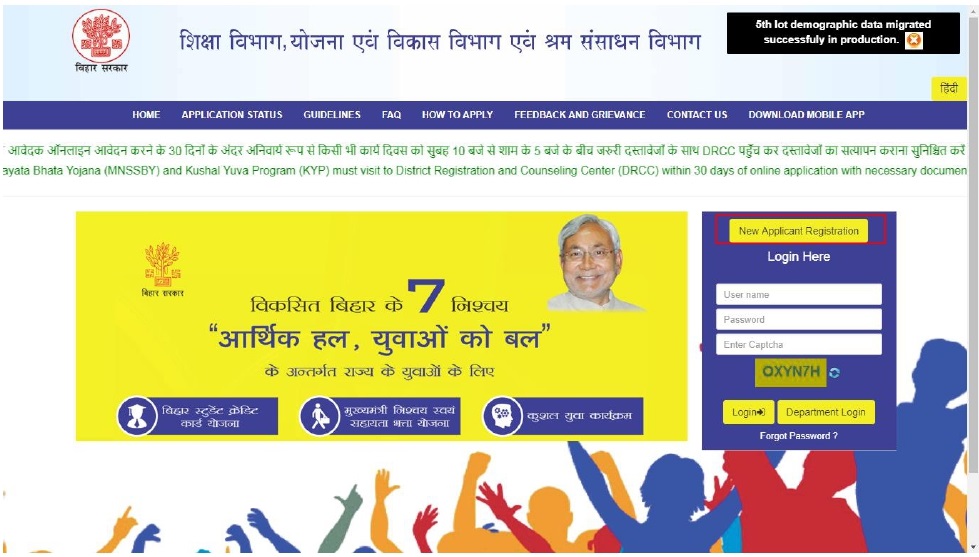 बिहार सरकार
शिक्षा विभाग, योजना एवं विकास विभाग एवं श्रम संसाधन विभाग
5th lot demographic data migrated
successfuly in production.
हिंदी
HOME APPLICATION STATUS GUIDELINES FAQ HOW TO APPLY FEEDBACK AND GRIEVANCE CONTACT US DOWNLOAD MOBILE APP
आवेदक ऑनलाइन आवेदन करने के 30 दिनों के अंदर अनिवार्य रूप से किसी भी कार्य दिवस को सुबह 10 बजे से शाम के 5 बजे के बीच जरुरी दस्तावेजों के साथ DRCC पहुँच कर दस्तावेजों का सत्यापन कराना सुनिश्चित करें
ayata Bhata Yojana (MNSSBY) and Kushal Yuva Program (KYP) must visit to District Registration and Counseling Center (DRCC) within 30 days of online application with necessary documen
बिहार सरकार
विकसित बिहार के 7 निश्चय
“आर्थिक हल, युवाओं को बल”
के अन्तर्गत राज्य के युवाओं के लिए
बिहार स्टुडेंट क्रेडिट
कार्ड योजना
मुख्यमंत्री निश्चय स्वयं
सहायता भत्ता योजना
कुशल युवा कार्यक्रम
New Applicant Registration
Login Here
User name
Password
Enter Captcha
OXYN7H
Login
Department Login
Forgot Password ?